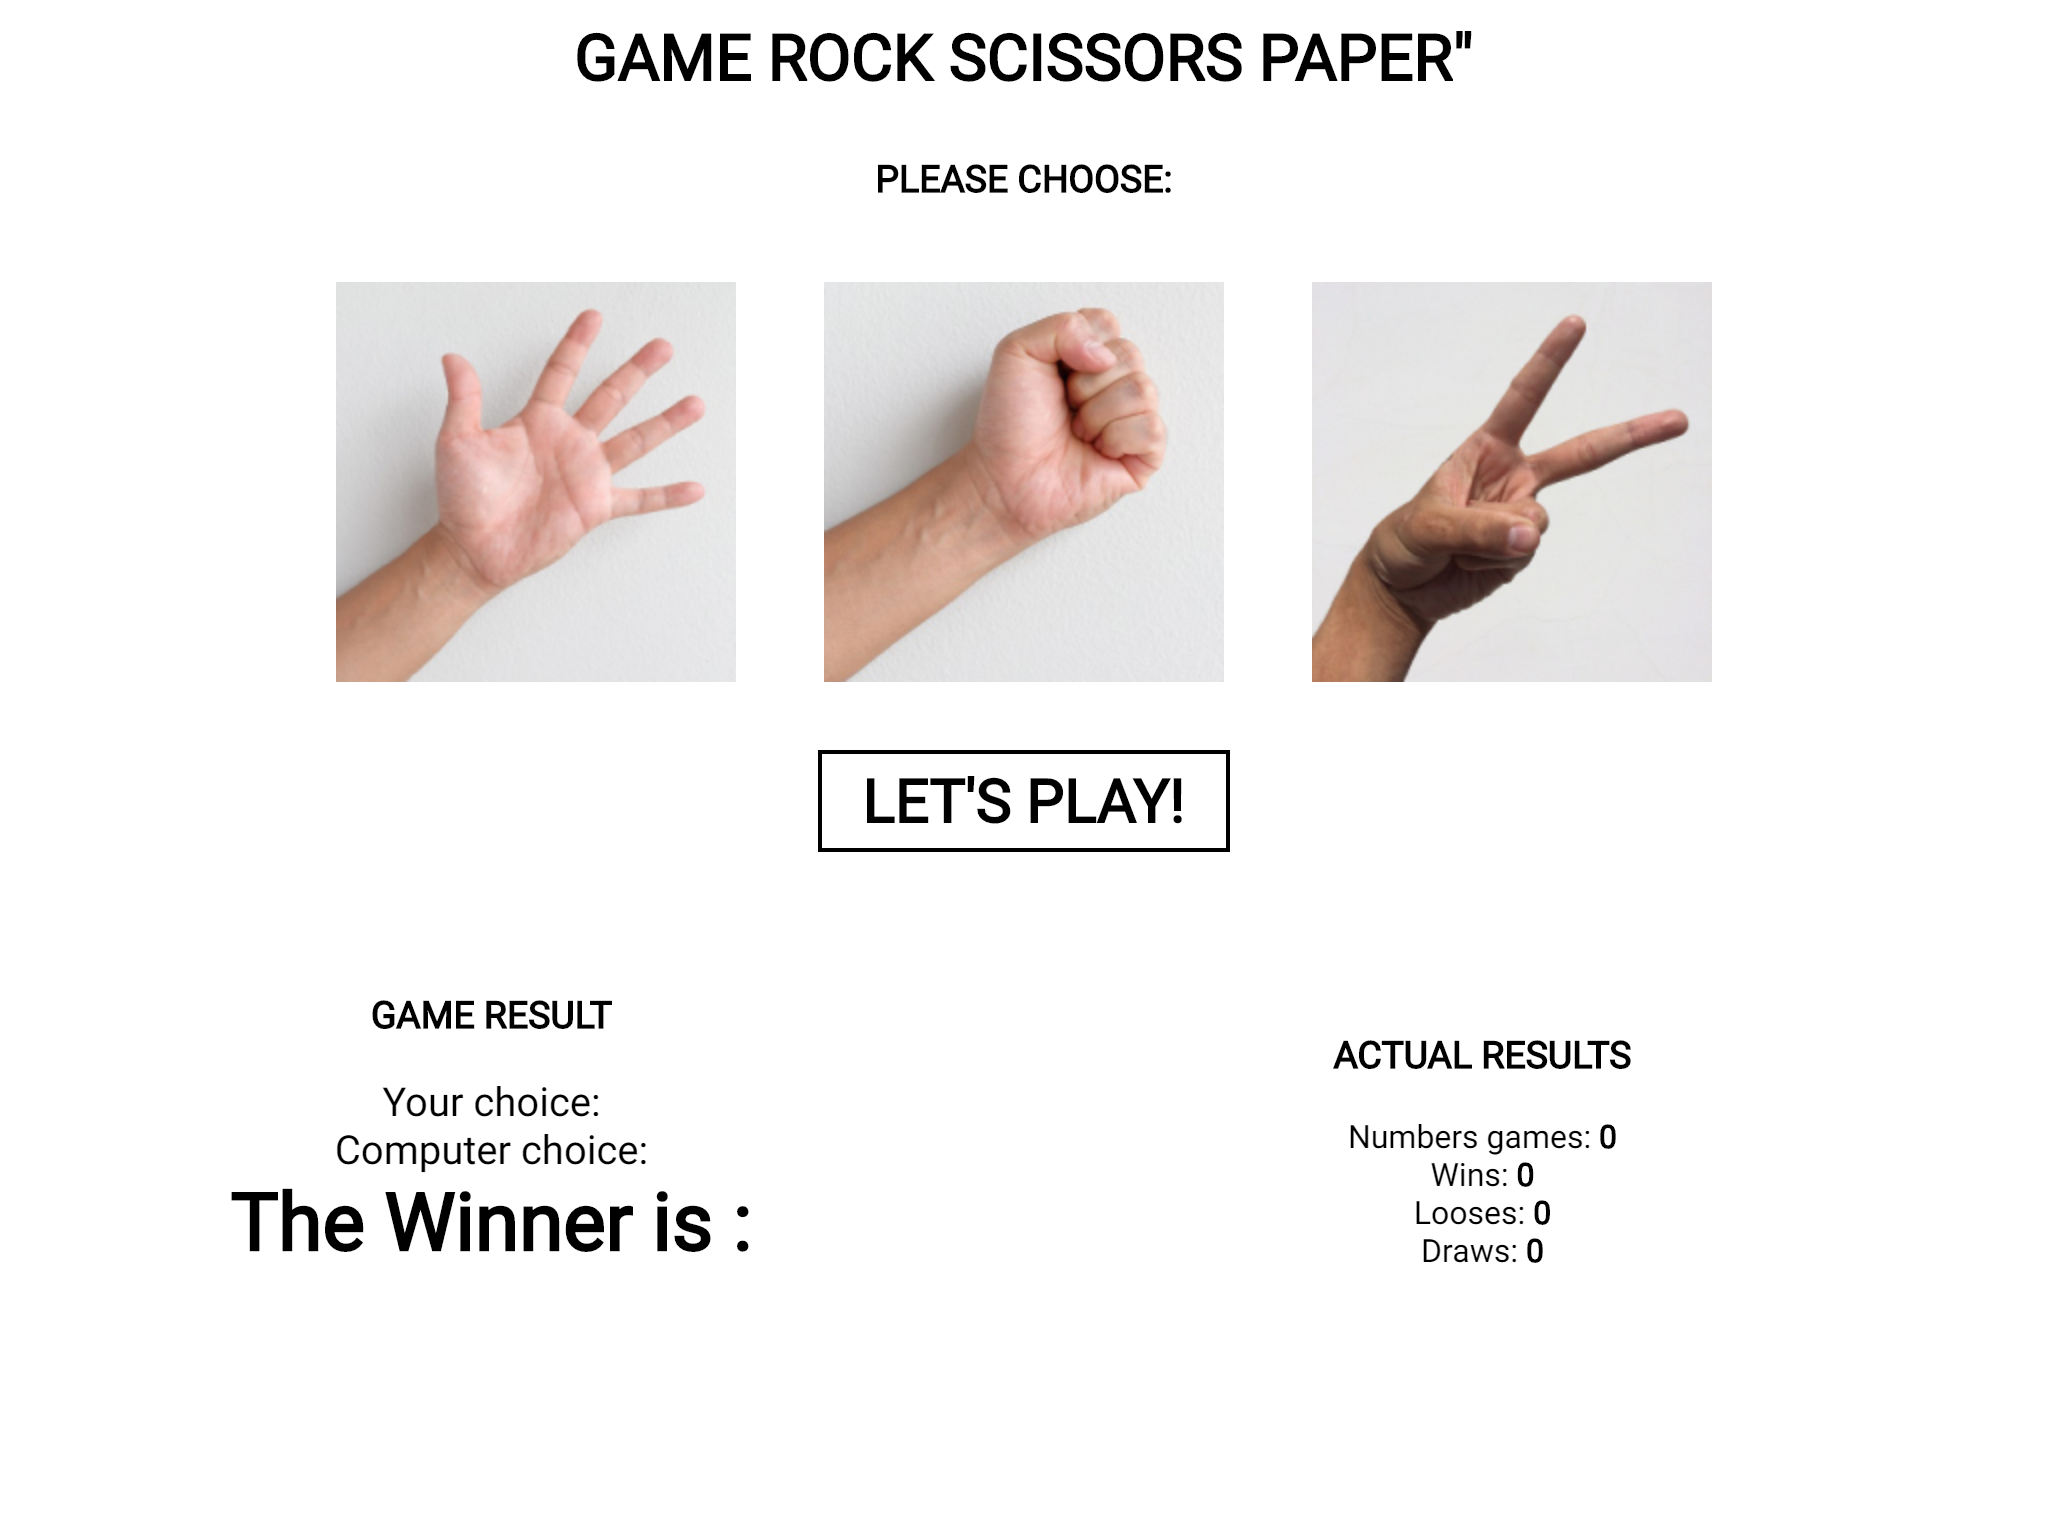 GAME ROCK SCISSORS PAPER"
PLEASE CHOOSE:
LET'S PLAY!
GAME RESULT
Your choice:
Computer choice:
The Winner is :
ACTUAL RESULTS
Numbers games: 0
Wins: 0
Looses: 0
Draws: 0